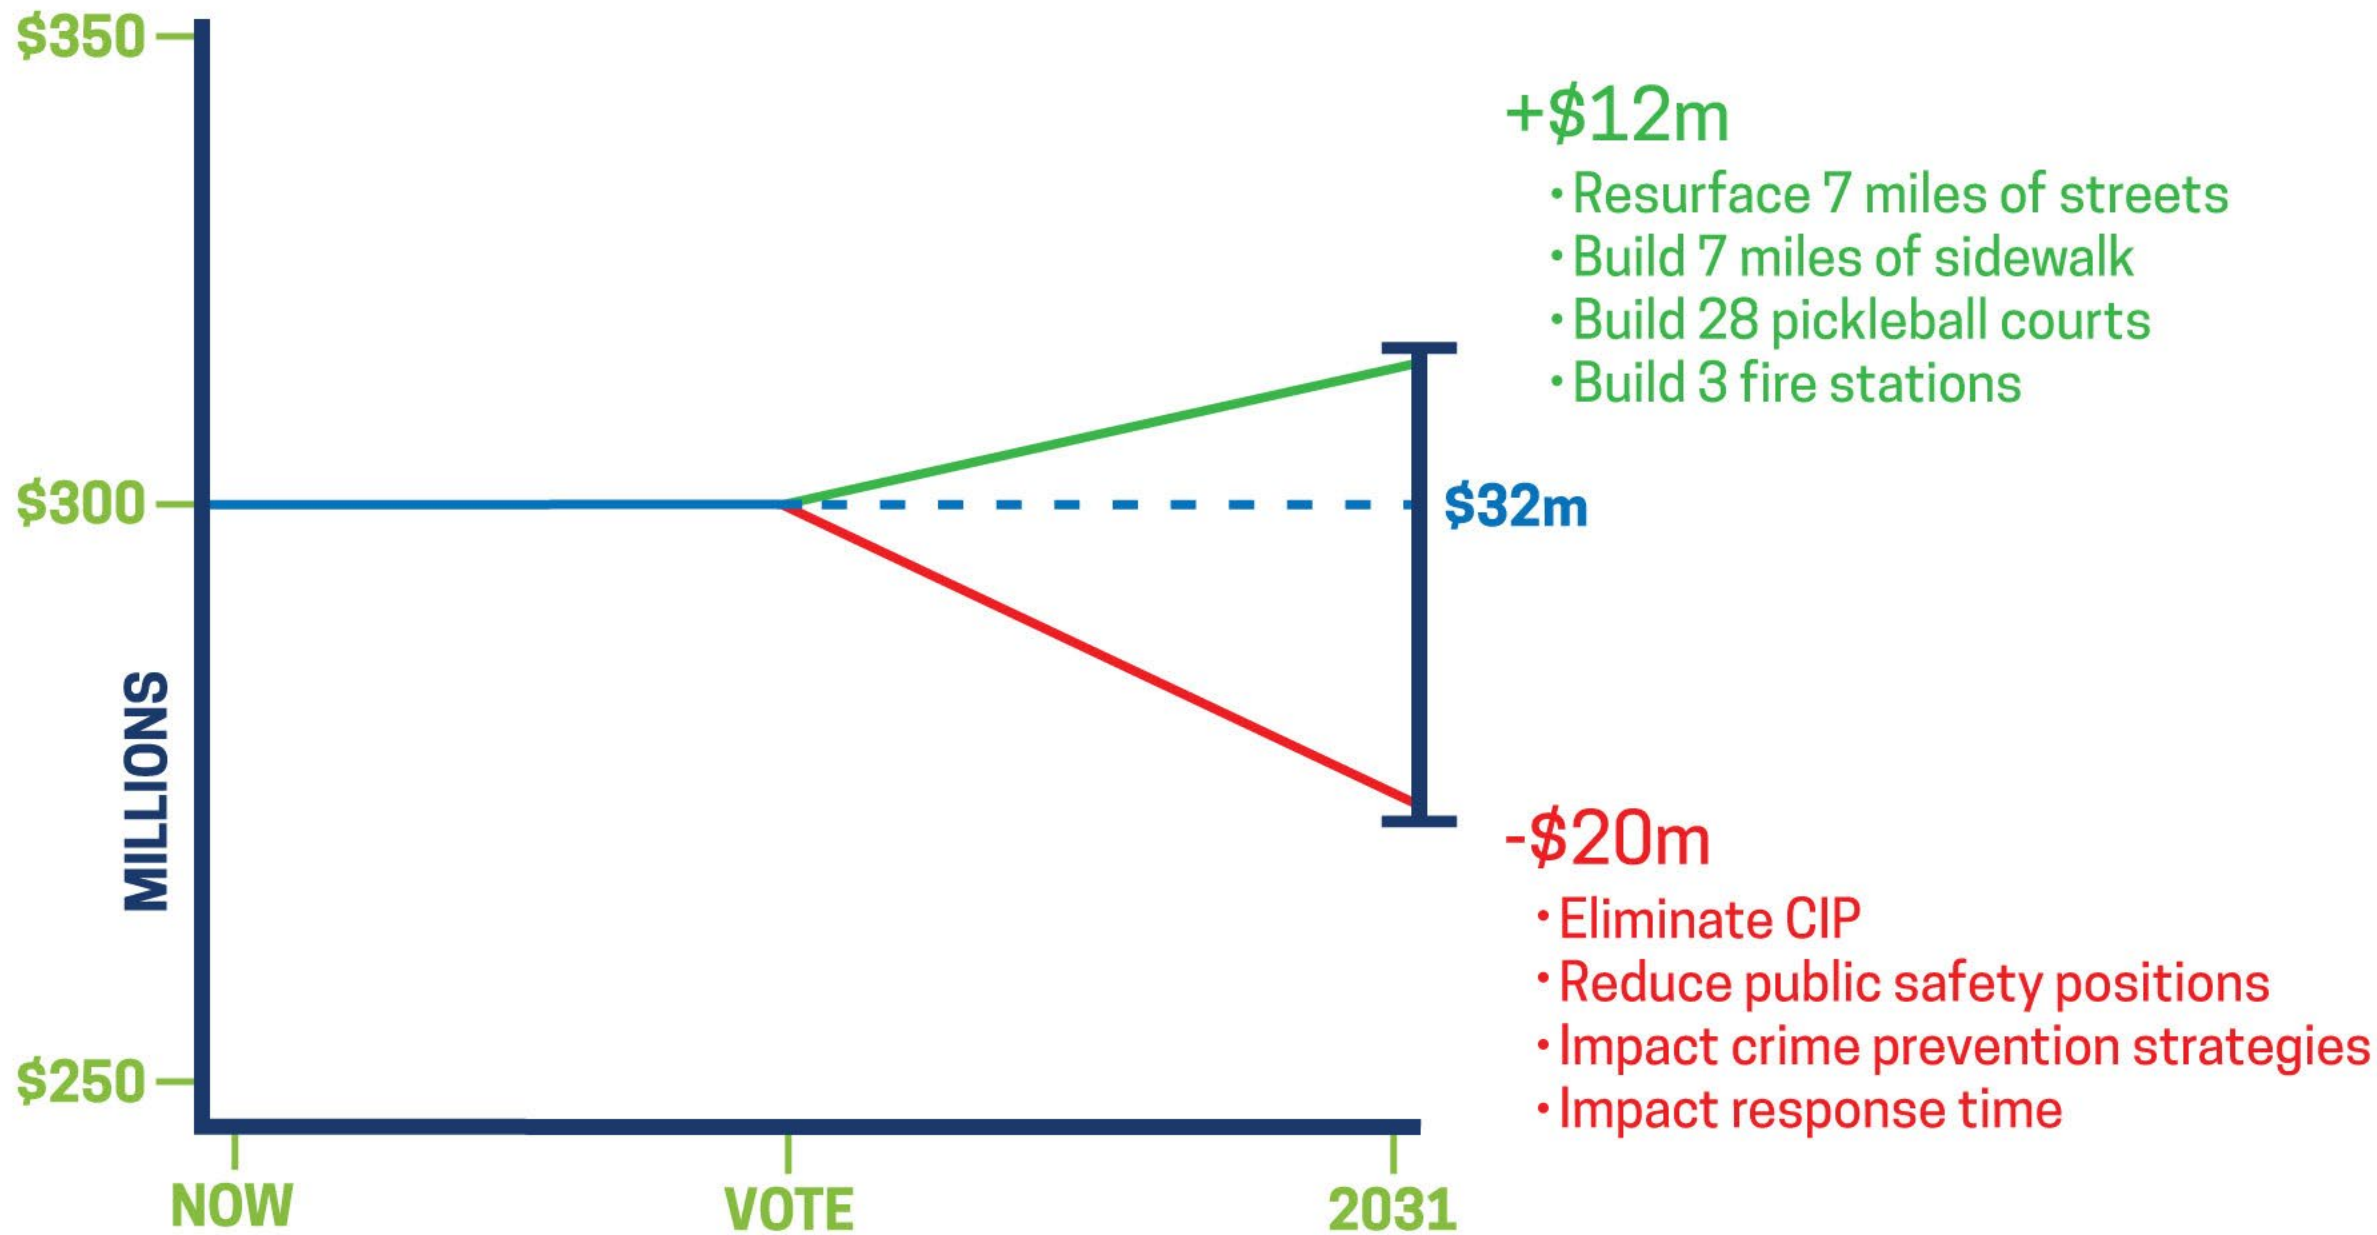 $350
$300
$250
MILLIONS
NOW
VOTE
2031
+$12m
• Resurface 7 miles of streets
• Build 7 miles of sidewalk
• Build 28 pickleball courts
• Build 3 fire stations
$32m
-$20m
• Eliminate CIP
• Reduce public safety positions
• Impact crime prevention strategies
• Impact response time